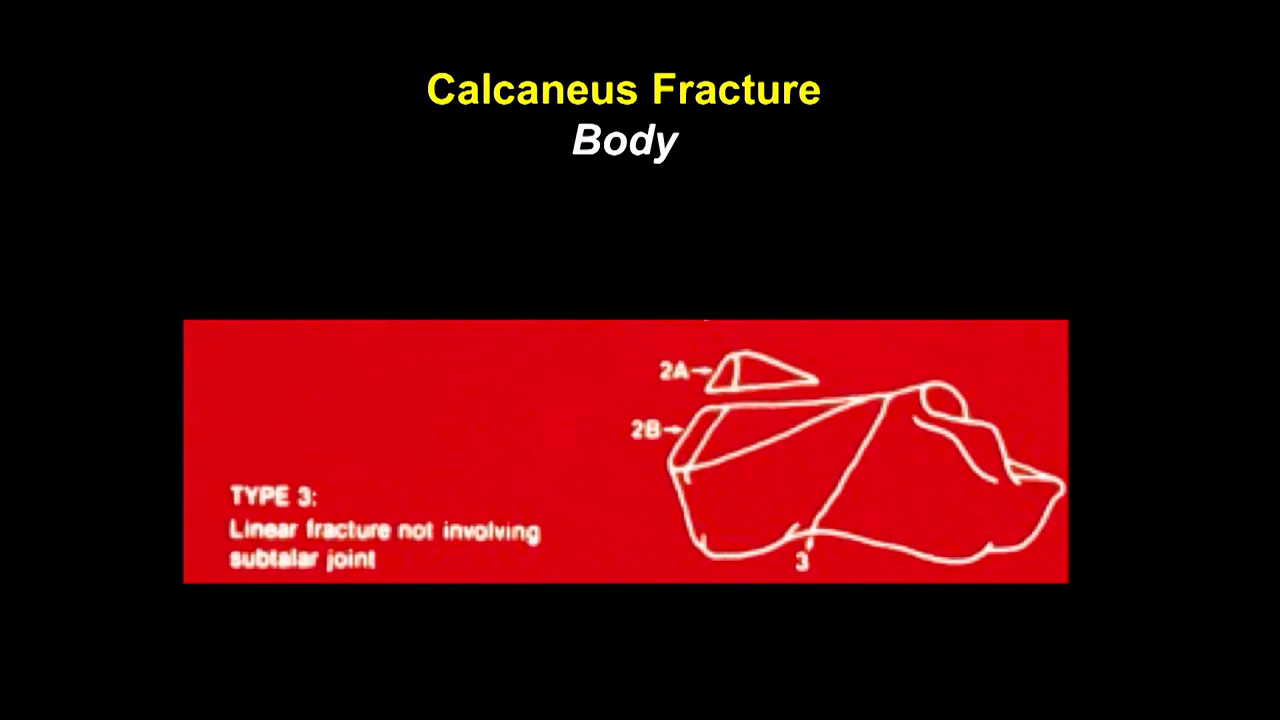 Calcaneus Fracture
Body
2A
2B
TYPE 3:
Linear fracture not involving
subtalar joint
3